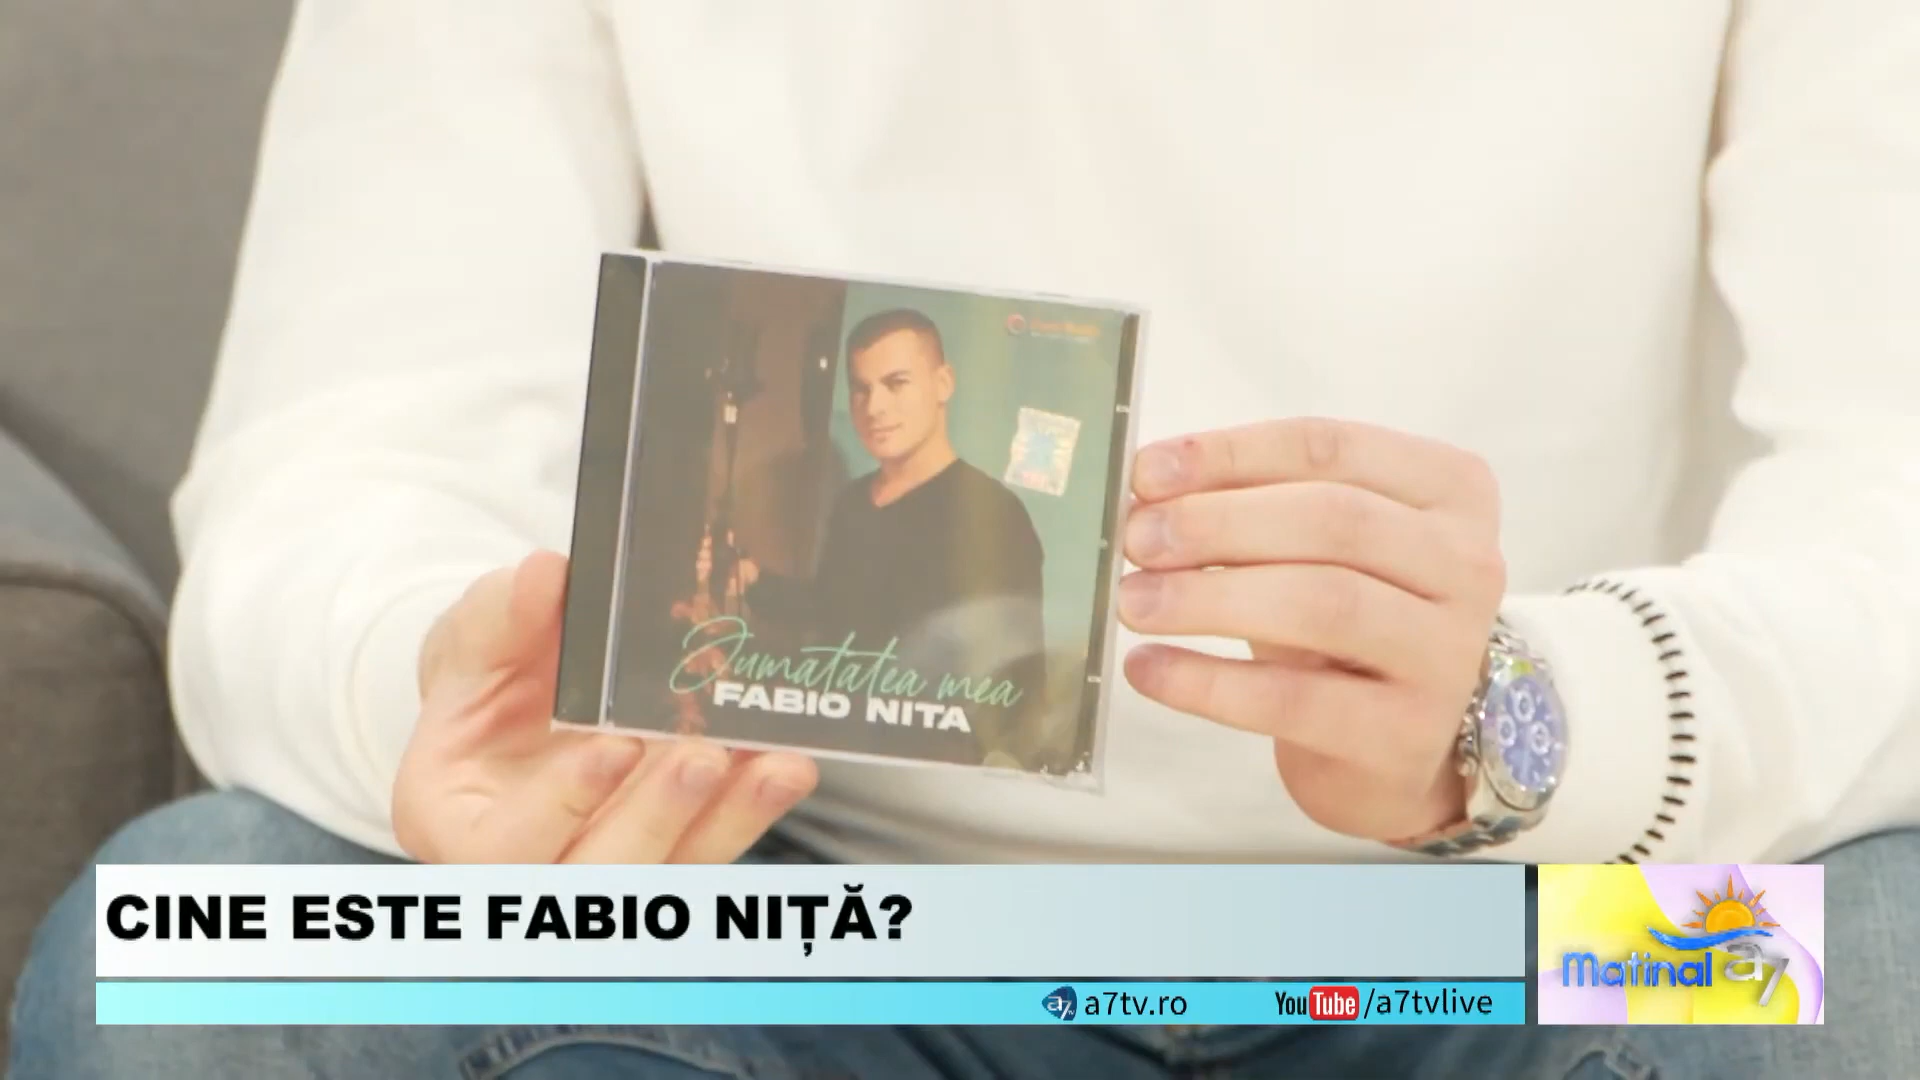 Jumatatea mea
FABIO NITA
CINE ESTE FABIO NIȚĂ?
a7tv.ro
YouTube/a7tvlive
Matinal a7